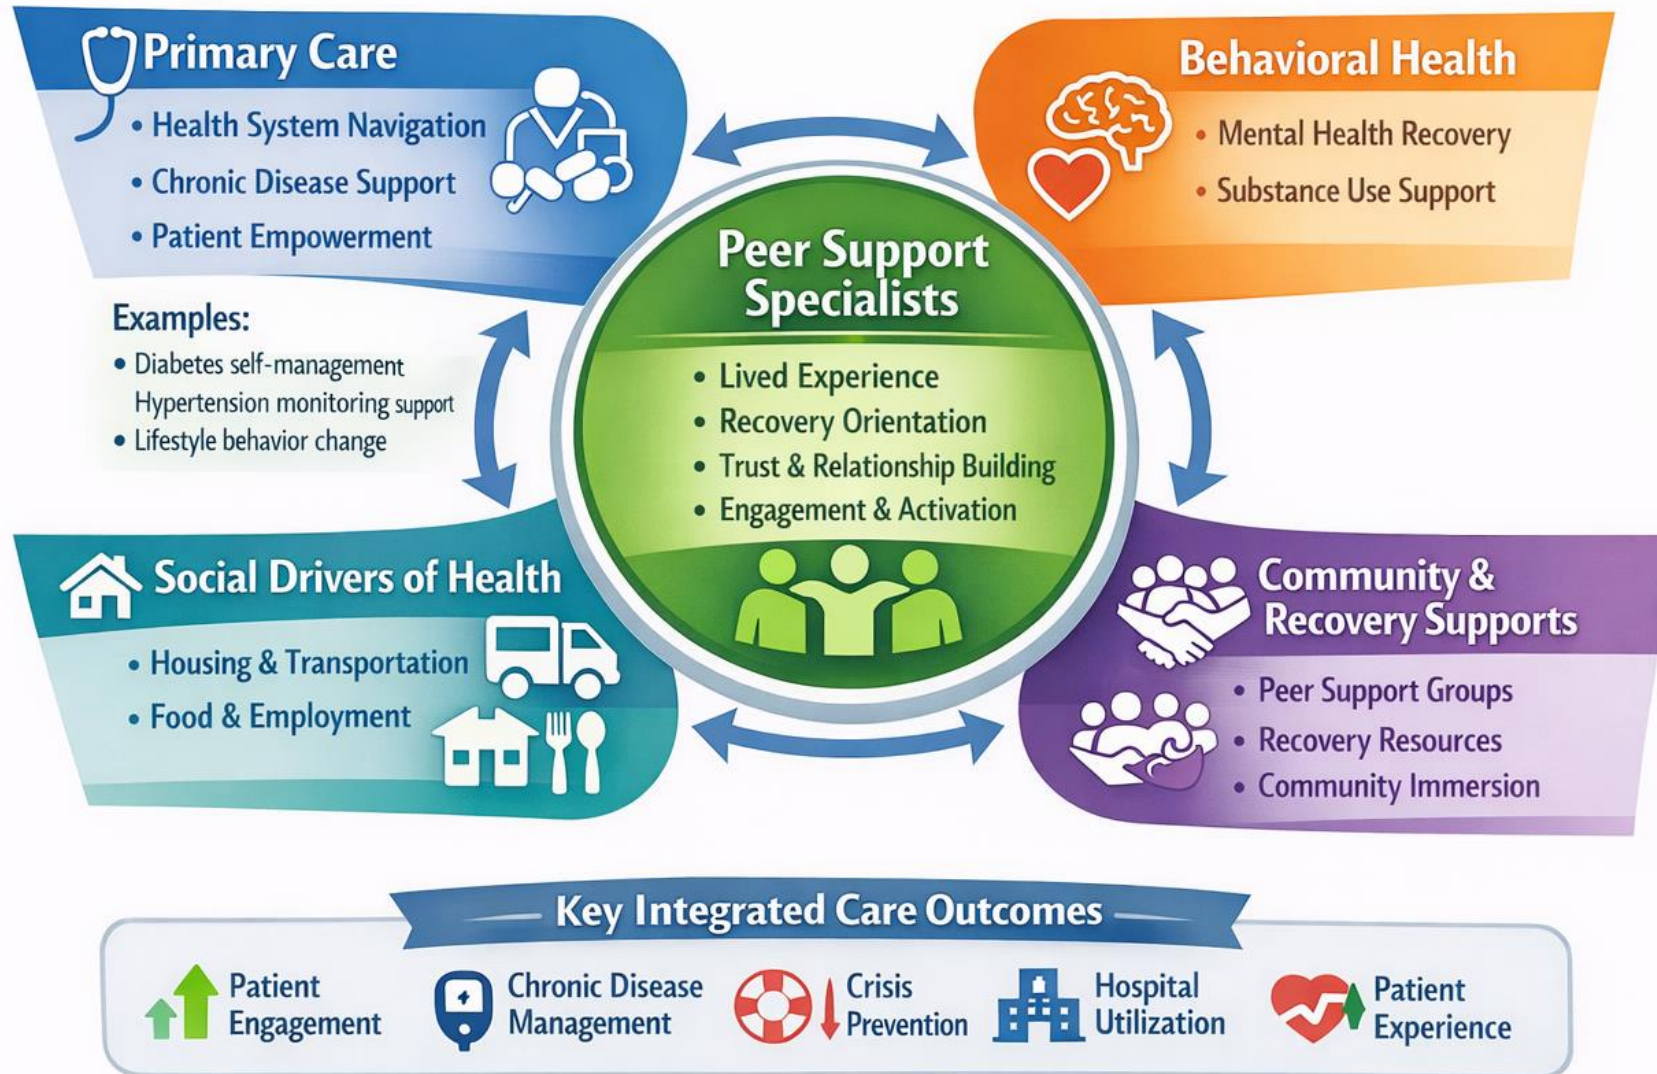 Primary Care
• Health System Navigation
• Chronic Disease Support
• Patient Empowerment
Behavioral Health
• Mental Health Recovery
• Substance Use Support
Examples:
• Diabetes self-management
Hypertension monitoring support
• Lifestyle behavior change
Peer Support
Specialists
• Lived Experience
• Recovery Orientation
• Trust & Relationship Building
• Engagement & Activation
Social Drivers of Health
• Housing & Transportation
• Food & Employment
Community &
Recovery Supports
• Peer Support Groups
• Recovery Resources
• Community Immersion
Key Integrated Care Outcomes
Patient
Engagement
Chronic Disease
Management
Crisis
Prevention
Hospital
Utilization
Patient
Experience